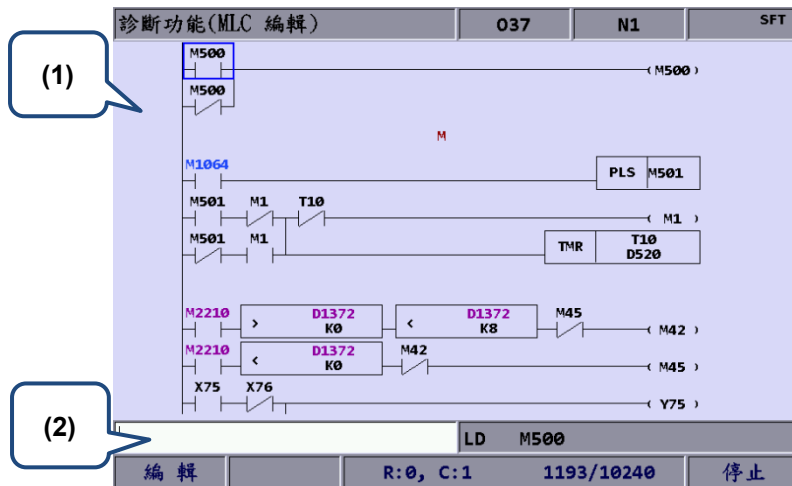 診斷功能(MLC 編輯) O37 N1 SFT
(1)
M500
( M500 )
M500
M
M1064
PLS M501
M501 M1 T10
( M1 )
M501 M1
TMR T10
D520
M2210 D1372 D1372 M45
> K0 < K8 ( M42 )
M2210 D1372 M42
< K0 ( M45 )
X75 X76
( Y75 )
(2)
LD M500
編 輯 R:0, C:1 1193/10240 停止